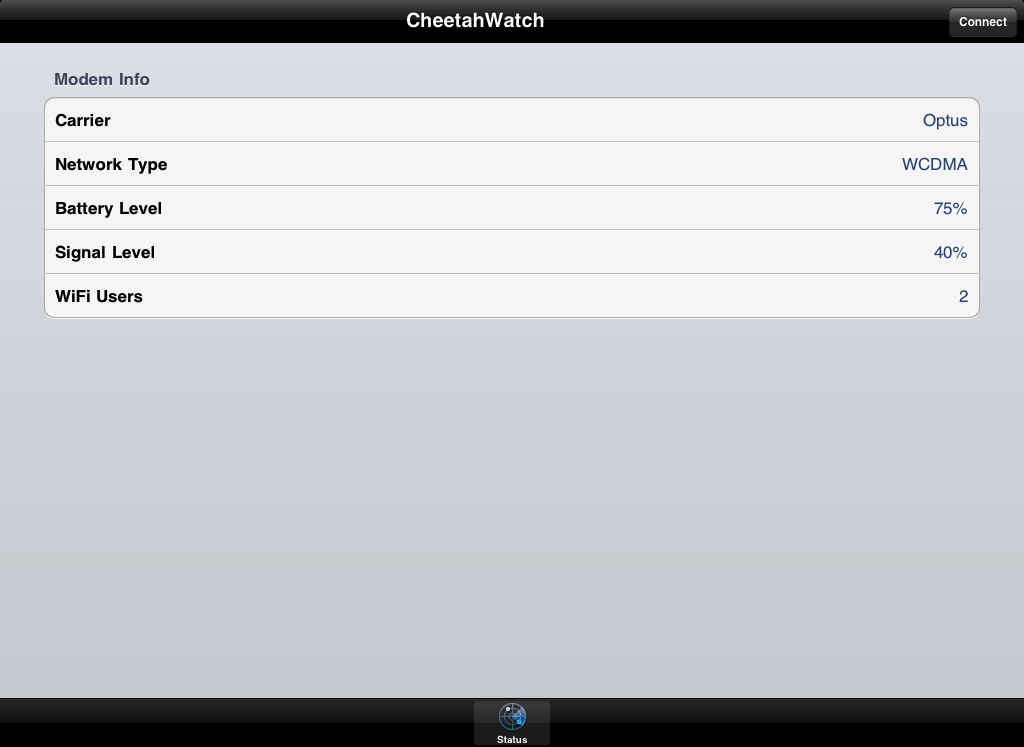 CheetahWatch
Connect
Modem Info
Carrier Optus
Network Type WCDMA
Battery Level 75%
Signal Level 40%
WiFi Users 2
Status